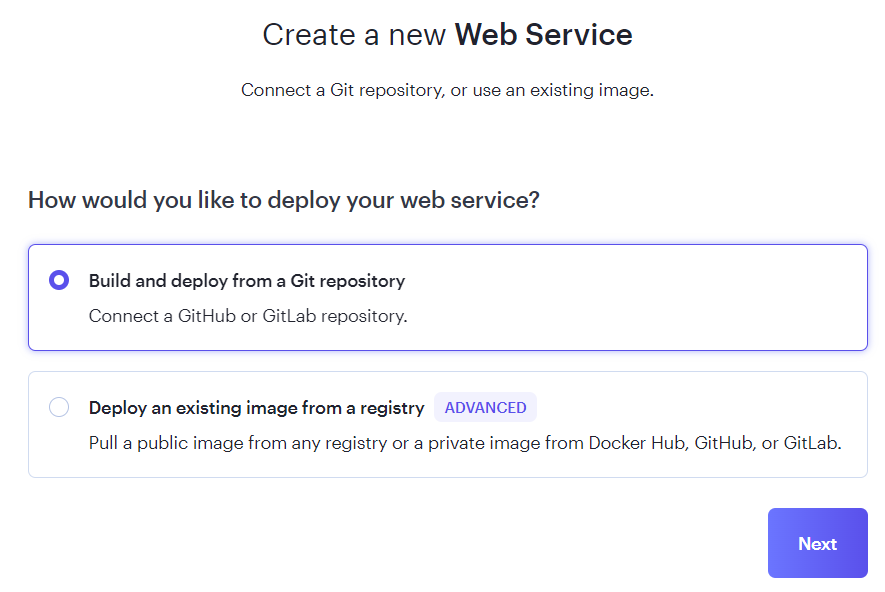 Create a new Web Service
Connect a Git repository, or use an existing image.
How would you like to deploy your web service?
Build and deploy from a Git repository
Connect a GitHub or GitLab repository.
Deploy an existing image from a registry ADVANCED
Pull a public image from any registry or a private image from Docker Hub, GitHub, or GitLab.
Next